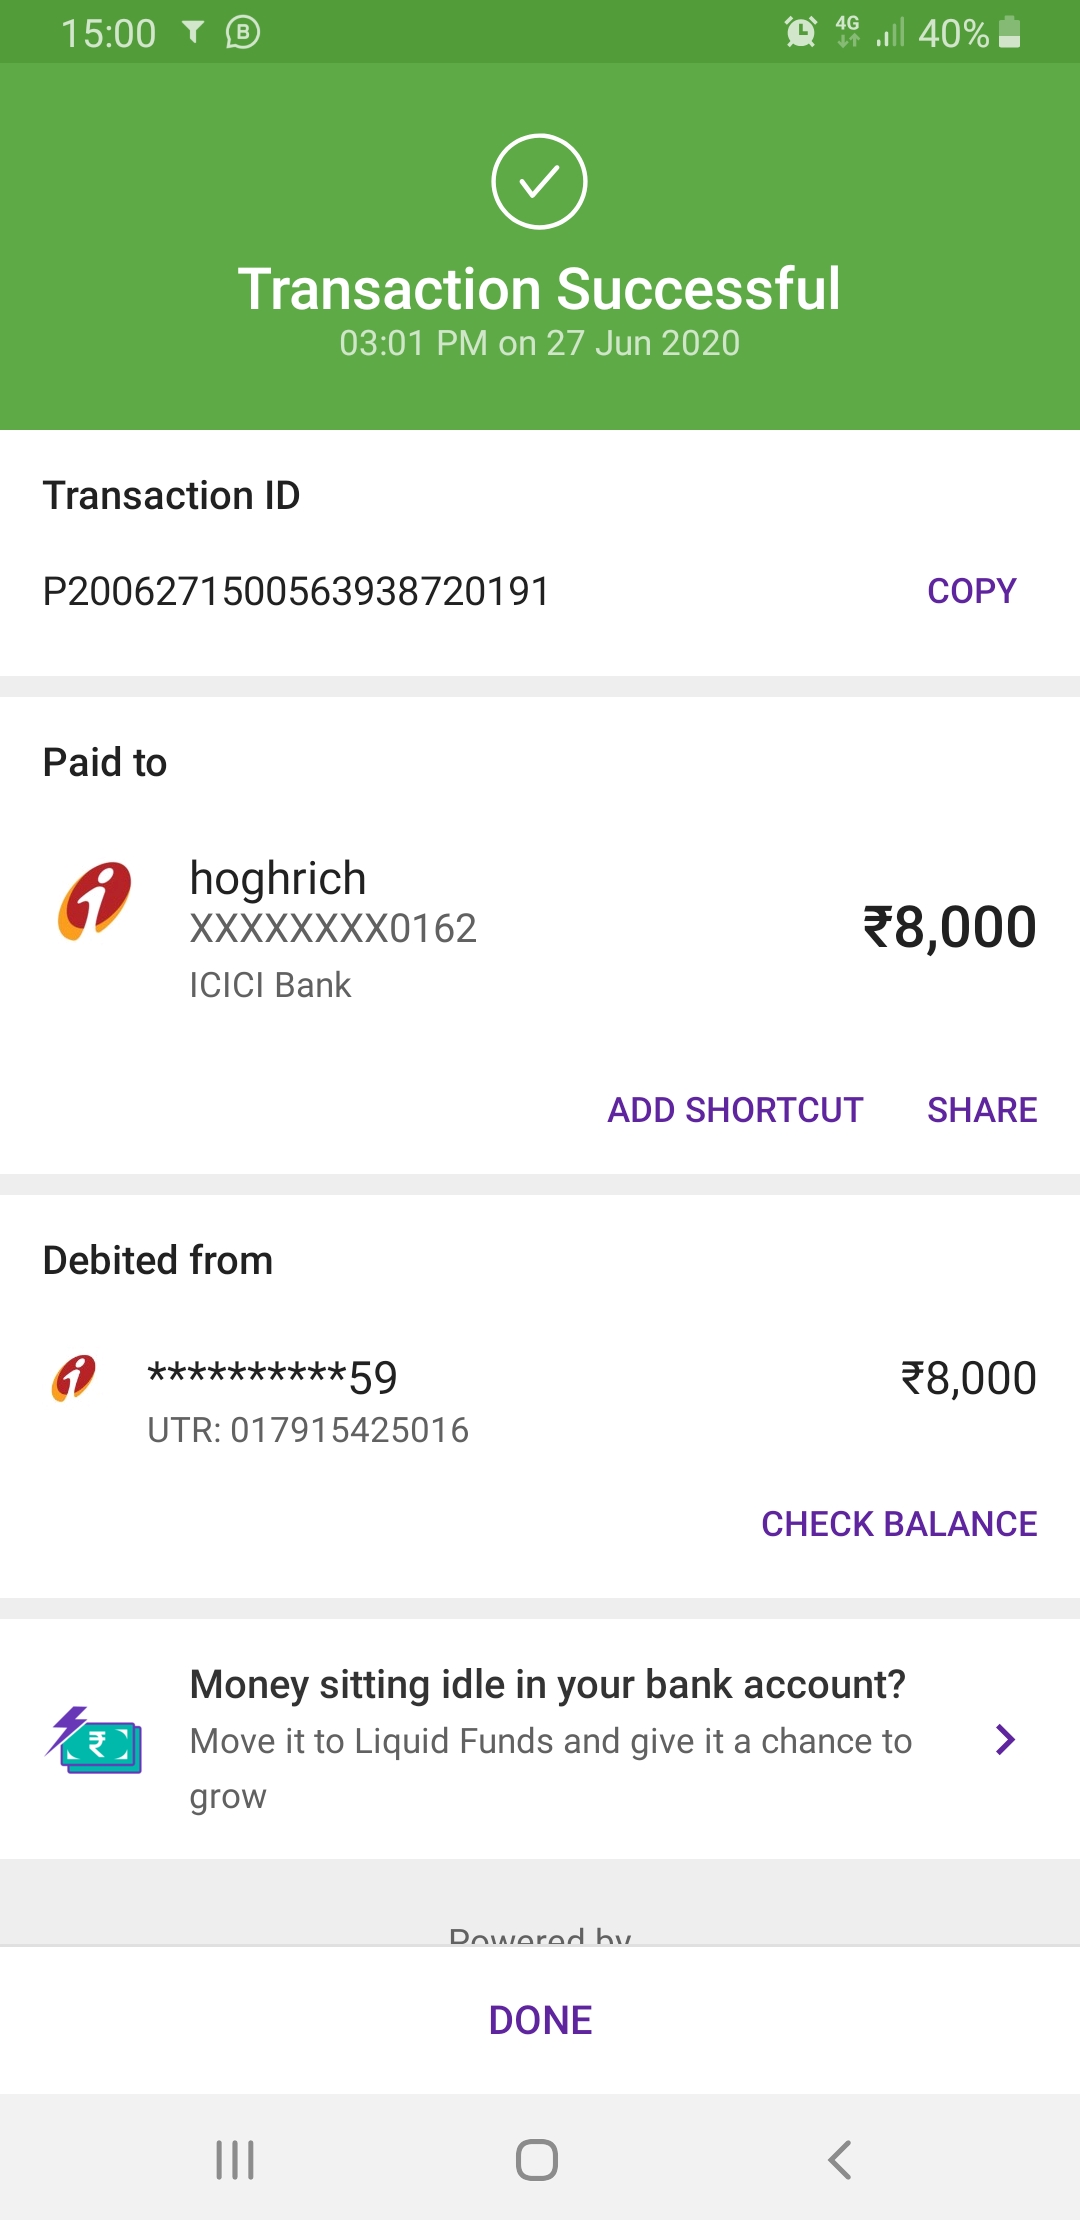 15:00
4G 40%
Transaction Successful
03:01 PM on 27 Jun 2020
Transaction ID
P2006271500563938720191
COPY
Paid to
hoghrich
XXXXXXXX0162
₹8,000
ICICI Bank
ADD SHORTCUT SHARE
Debited from
**********59
₹8,000
UTR: 017915425016
CHECK BALANCE
Money sitting idle in your bank account?
Move it to Liquid Funds and give it a chance to
grow
Powered by
DONE